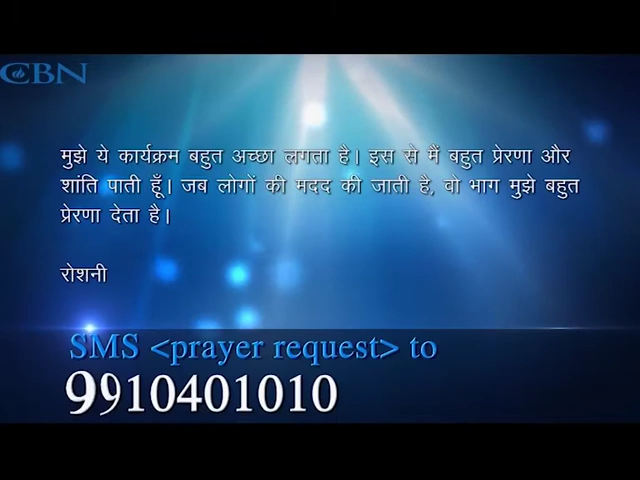 CBN
मुझे ये कार्यक्रम बहुत अच्छा लगता है। इस से मैं बहुत प्रेरणा और
शांति पाती हूँ। जब लोगों की मदद की जाती है, वो भाग मुझे बहुत
प्रेरणा देता है।
रोशनी
SMS <prayer request> to
9910401010